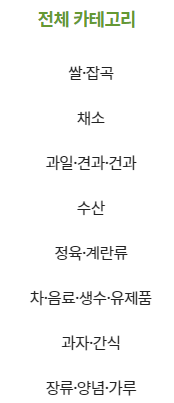 전체 카테고리
쌀·잡곡
채소
과일·견과·건과
수산
정육·계란류
차·음료·생수·유제품
과자·간식
장류·양념·가루